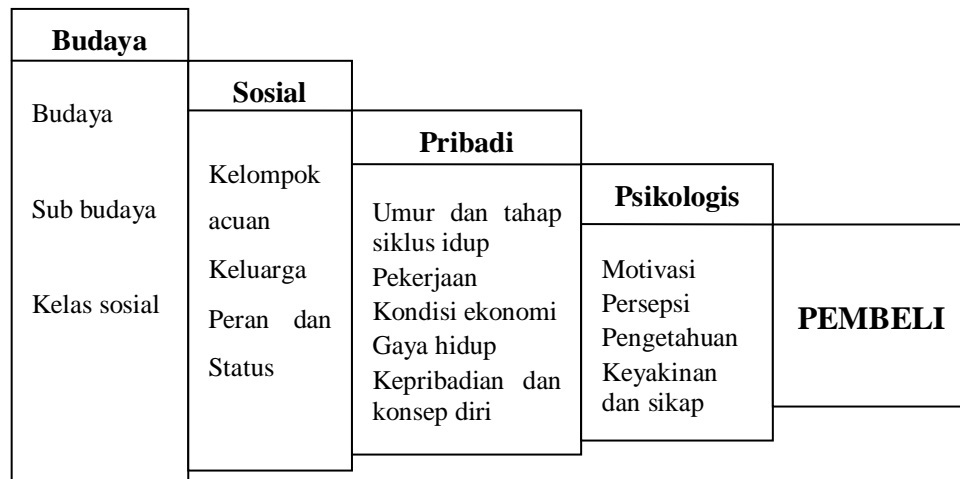 Budaya
Budaya
Sub budaya
Kelas sosial
Sosial
Kelompok
acuan
Keluarga
Peran dan
Status
Pribadi
Umur dan tahap
siklus idup
Pekerjaan
Kondisi ekonomi
Gaya hidup
Kepribadian dan
konsep diri
Psikologis
Motivasi
Persepsi
Pengetahuan
Keyakinan
dan sikap
PEMBELI